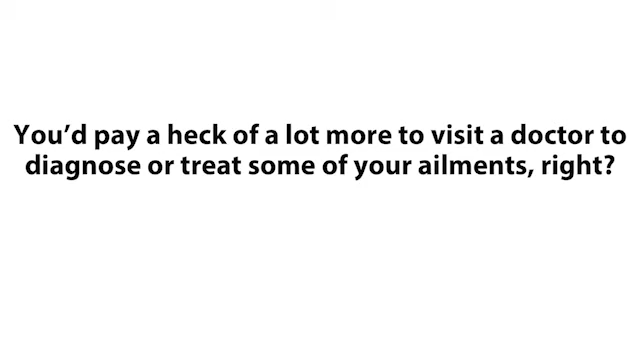 You’d pay a heck of a lot more to visit a doctor to
diagnose or treat some of your ailments, right?